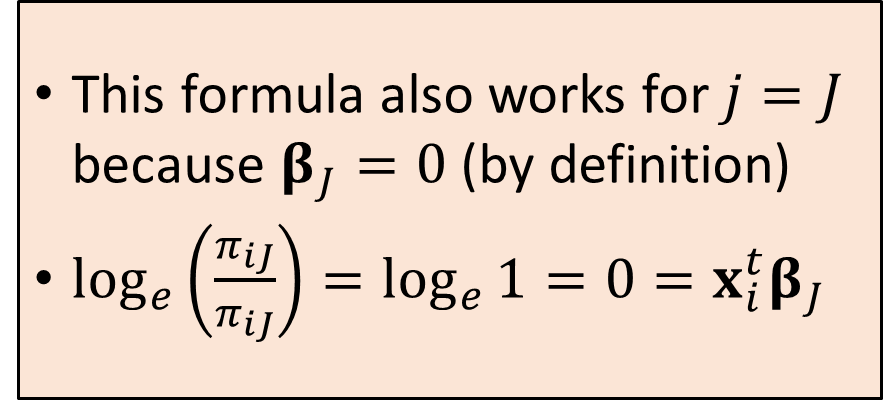 • This formula also works for j = J
because 𝛃_J = 0 (by definition)
• log_e (π_iJ / π_iJ) = log_e 1 = 0 = 𝐱_i^t 𝛃_J